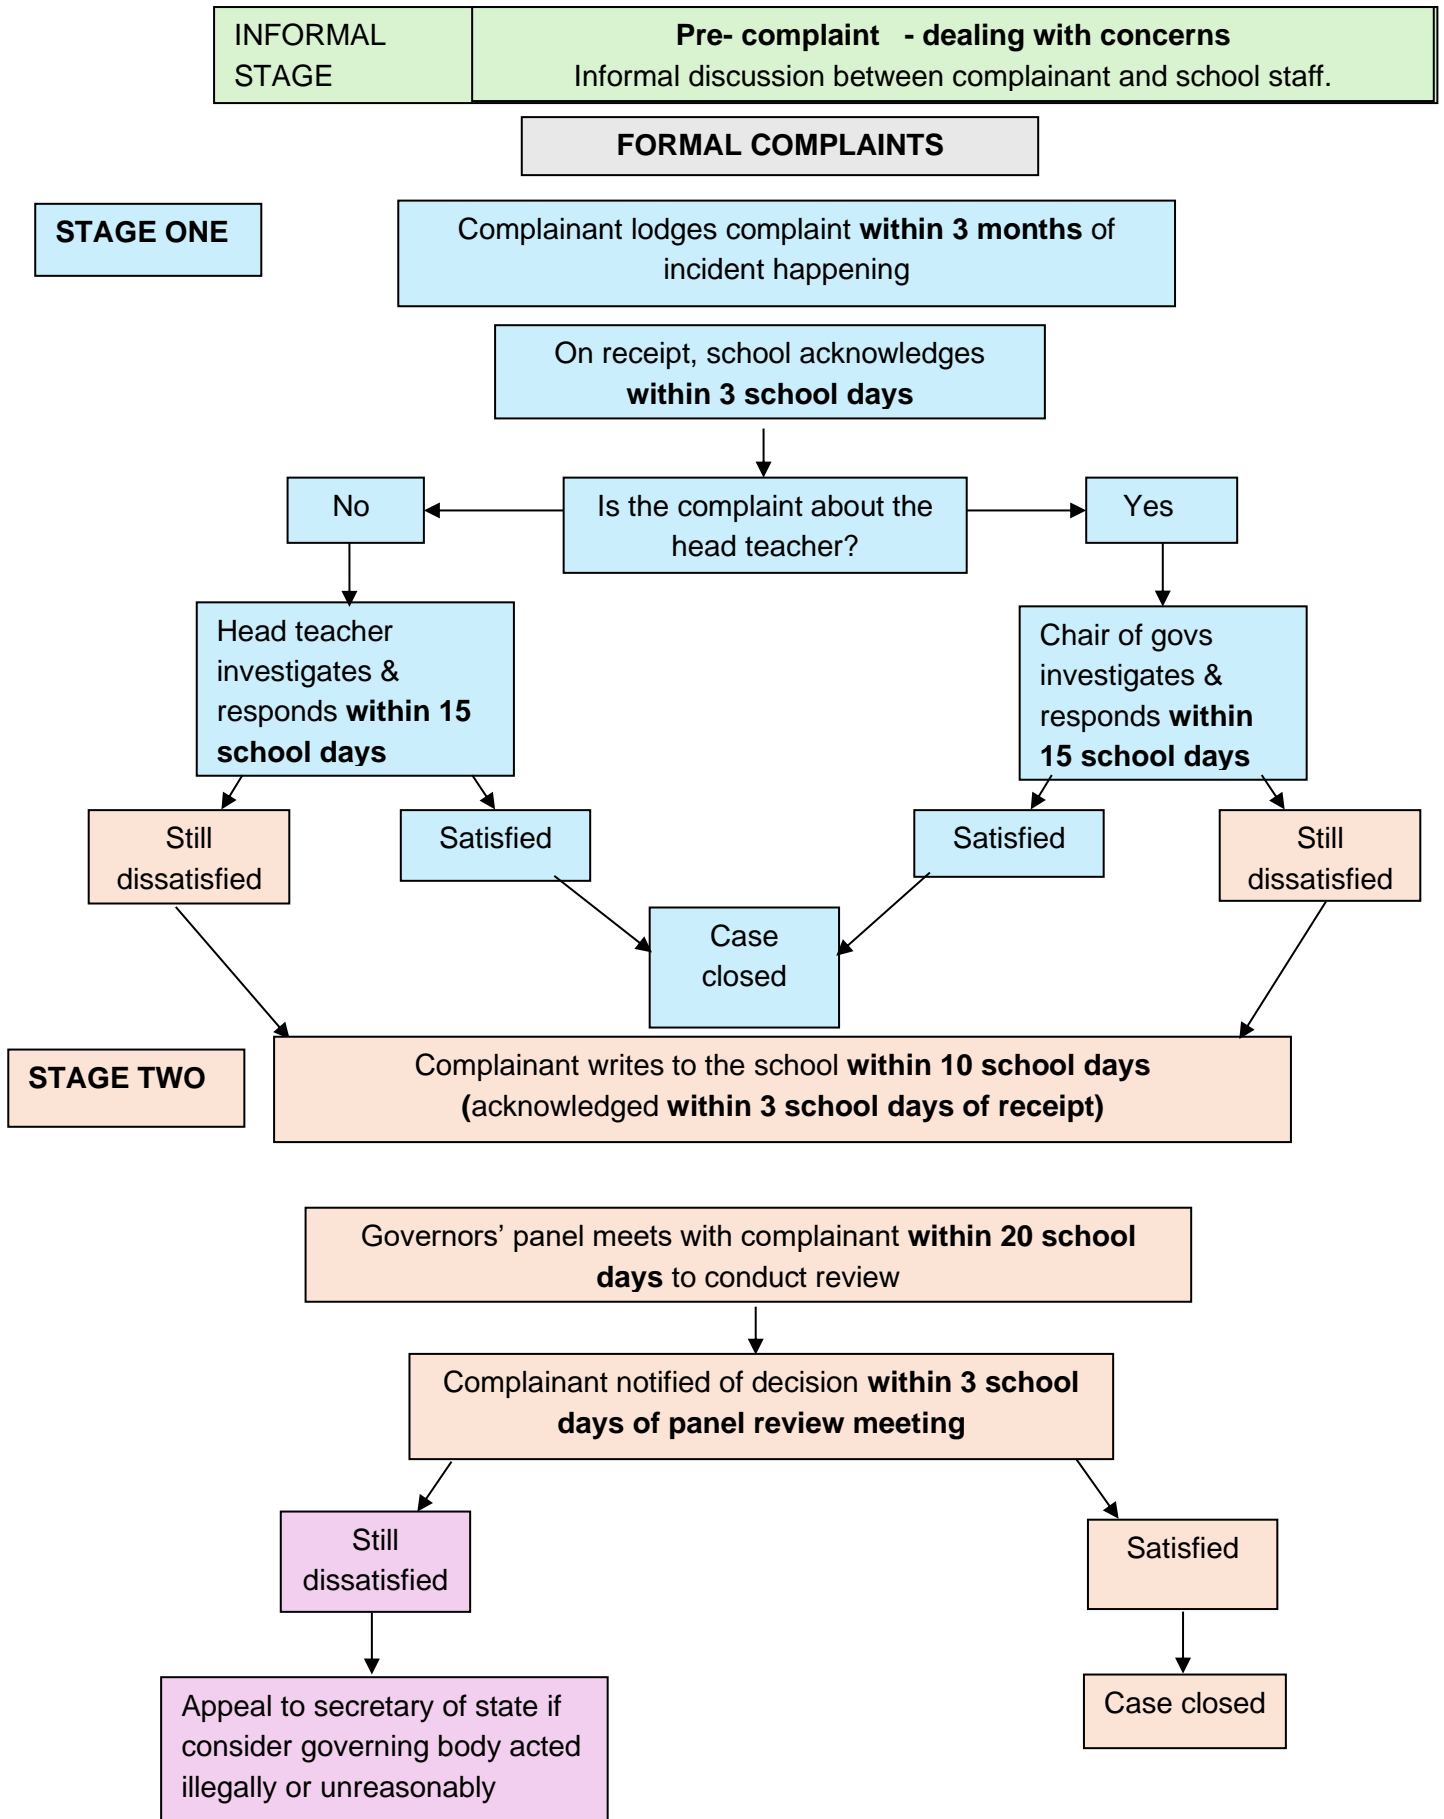 INFORMAL
STAGE
Pre- complaint - dealing with concerns
Informal discussion between complainant and school staff.
FORMAL COMPLAINTS
STAGE ONE
Complainant lodges complaint within 3 months of
incident happening
On receipt, school acknowledges
within 3 school days
No
Is the complaint about the
head teacher?
Yes
Head teacher
investigates &
responds within 15
school days
Chair of govs
investigates &
responds within
15 school days
Still
dissatisfied
Satisfied
Satisfied
Still
dissatisfied
Case
closed
STAGE TWO
Complainant writes to the school within 10 school days
(acknowledged within 3 school days of receipt)
Governors’ panel meets with complainant within 20 school
days to conduct review
Complainant notified of decision within 3 school
days of panel review meeting
Still
dissatisfied
Satisfied
Appeal to secretary of state if
consider governing body acted
illegally or unreasonably
Case closed